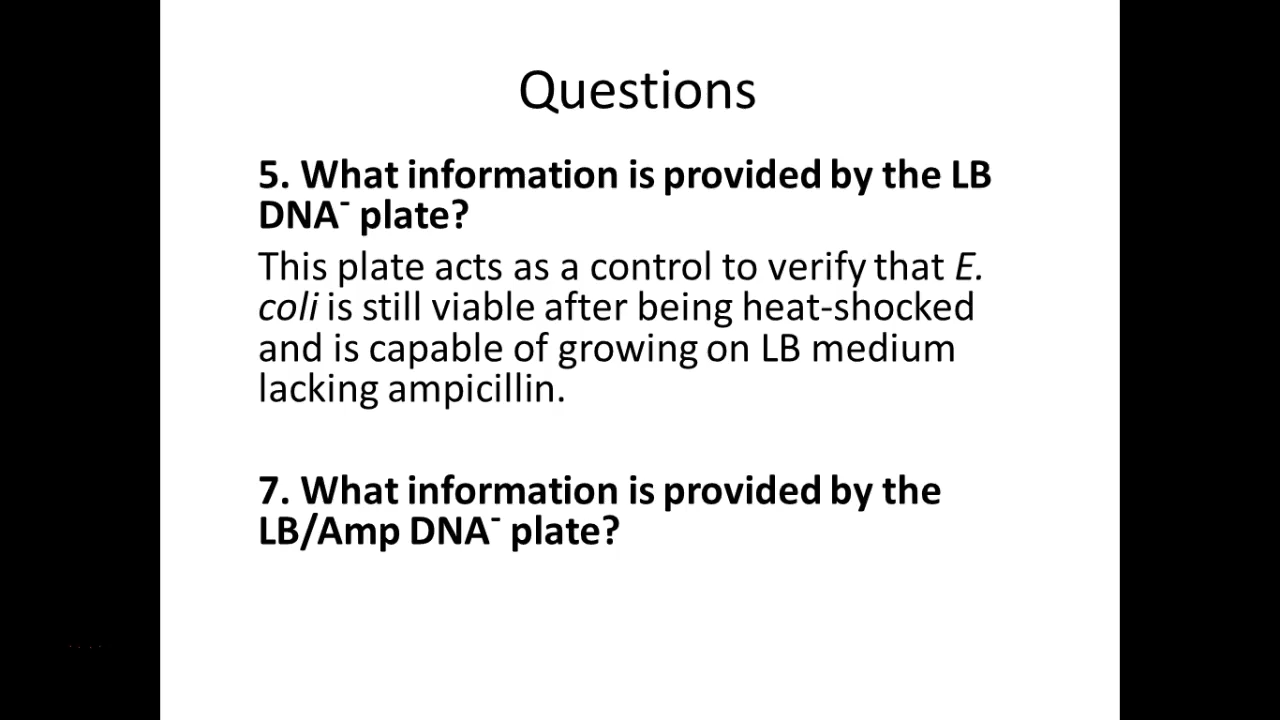 Questions
5. What information is provided by the LB
DNA⁻ plate?
This plate acts as a control to verify that E.
coli is still viable after being heat-shocked
and is capable of growing on LB medium
lacking ampicillin.
7. What information is provided by the
LB/Amp DNA⁻ plate?